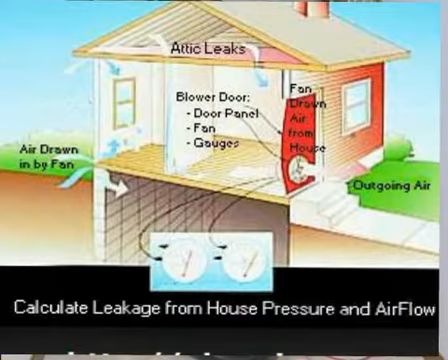 Attic Leaks
Blower Door:
- Door Panel
- Fan
- Gauges
Fan
Drawn
Air
from
House
Air Drawn
in by Fan
Outgoing Air
Calculate Leakage from House Pressure and AirFlow